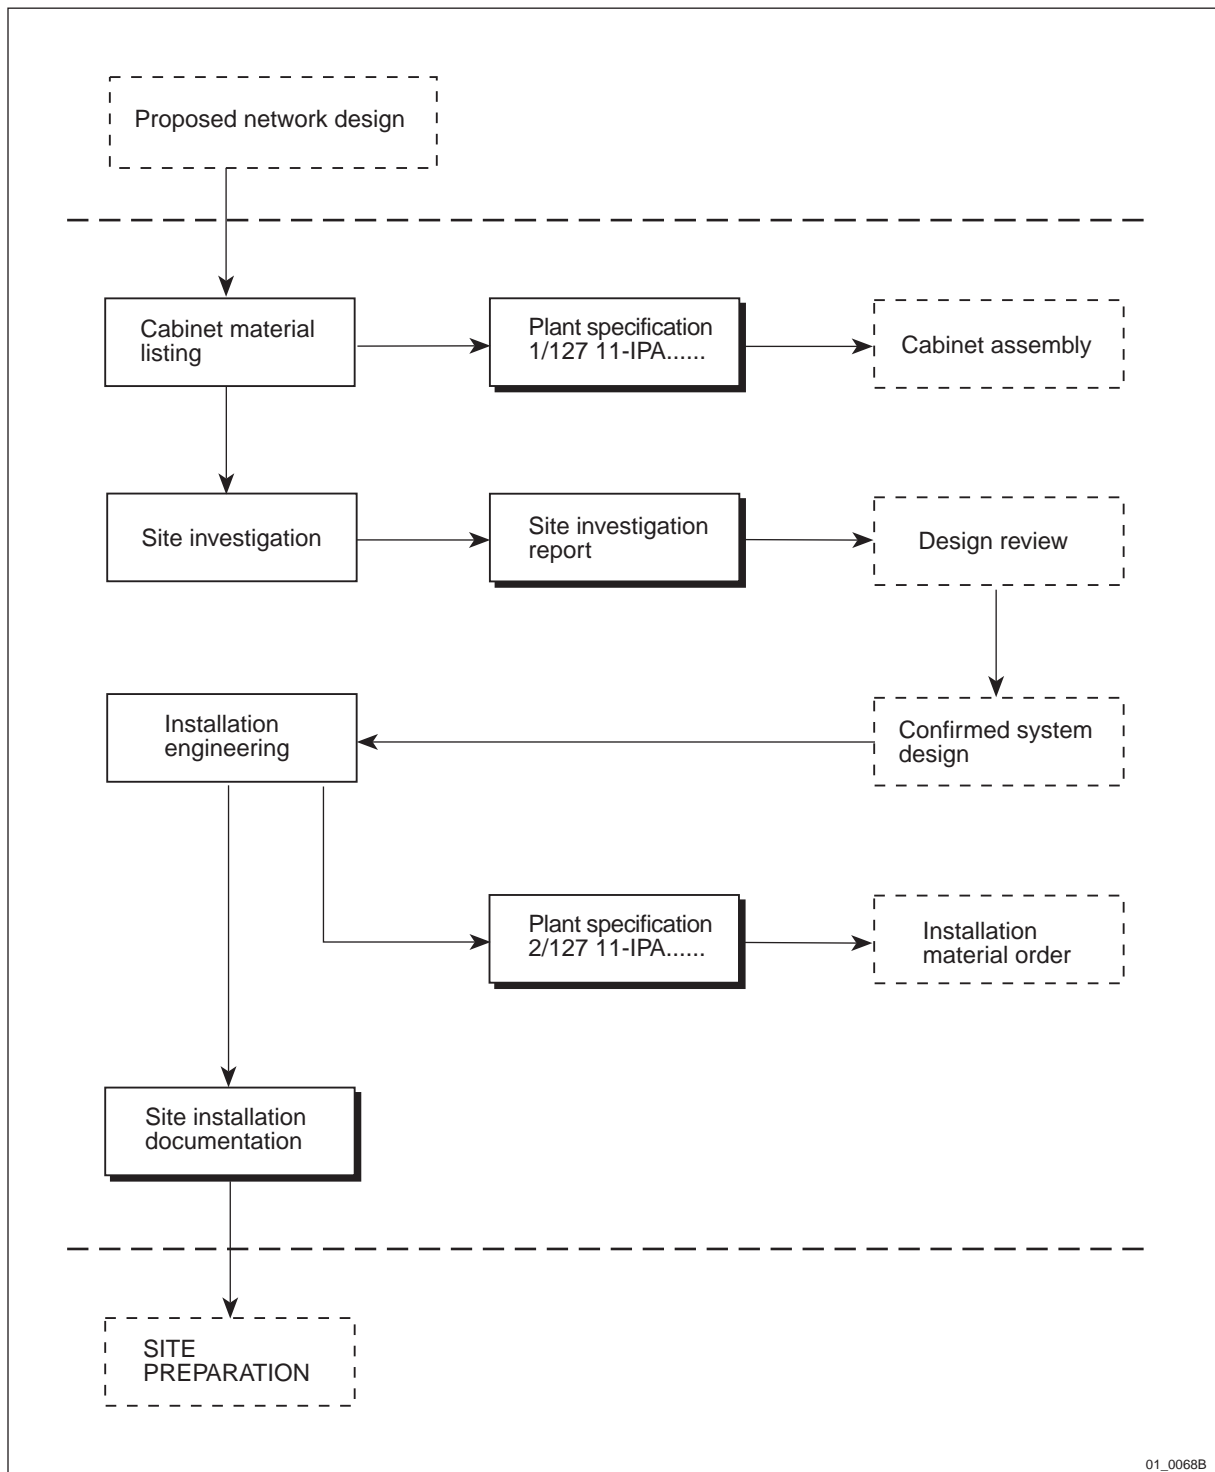 Proposed network design
Cabinet material
listing
Plant specification
1/127 11-IPA......
Cabinet assembly
Site investigation
Site investigation
report
Design review
Installation
engineering
Confirmed system
design
Plant specification
2/127 11-IPA......
Installation
material order
Site installation
documentation
SITE
PREPARATION
01_0068B